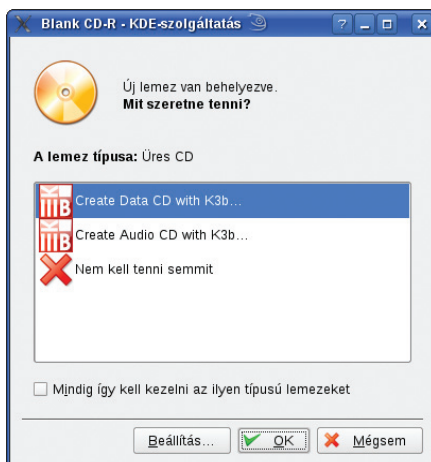 Blank CD-R - KDE-szolgáltatás
Új lemez van behelyezve.
Mit szeretne tenni?
A lemez típusa: Üres CD
Create Data CD with K3b...
Create Audio CD with K3b...
Nem kell tenni semmit
Mindig így kell kezelni az ilyen típusú lemezeket
Beállítás... OK Mégsem